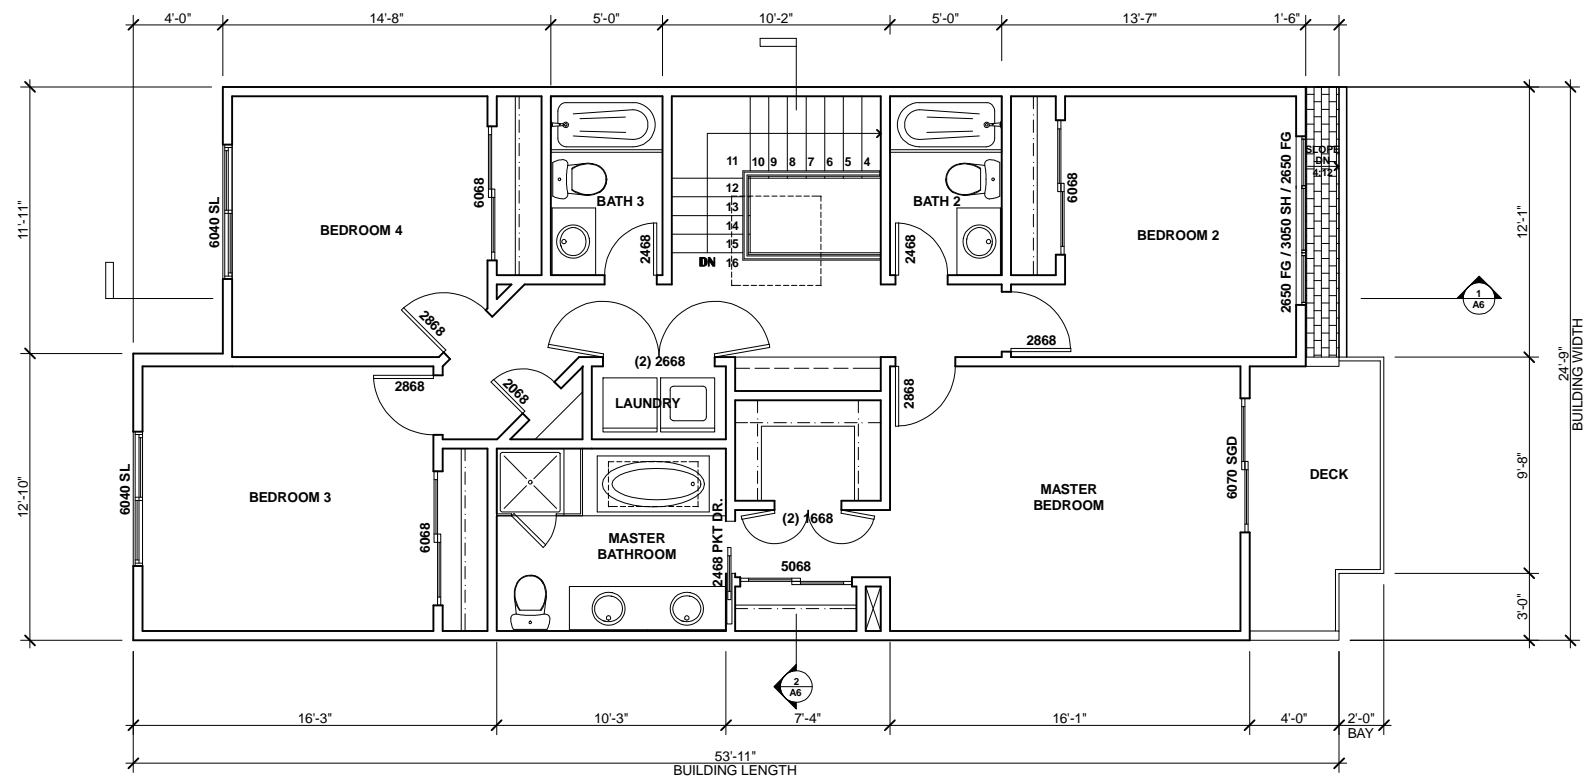 4'-0" 14'-8" 5'-0" 10'-2" 5'-0" 13'-7" 1'-6"
11'-11"
12'-10"
6040 SL
BEDROOM 4
6068
2868
BATH 3
2468
11 10 9 8 7 6 5 4
12
13
14
15
16
DN
BATH 2
2468
6068
BEDROOM 2
2650 FG / 3050 SH / 2650 FG
SLOPE
DN
4:12
12'-1"
1
A6
24'-9"
BUILDING WIDTH
2868
2868
2068
(2) 2668
LAUNDRY
2868
2868
6040 SL
BEDROOM 3
6068
MASTER
BATHROOM
2468 PKT DR.
(2) 1668
5068
MASTER
BEDROOM
6070 SGD
DECK
9'-8"
3'-0"
2
A6
16'-3" 10'-3" 7'-4" 16'-1" 4'-0" 2'-0"
BAY
53'-11"
BUILDING LENGTH